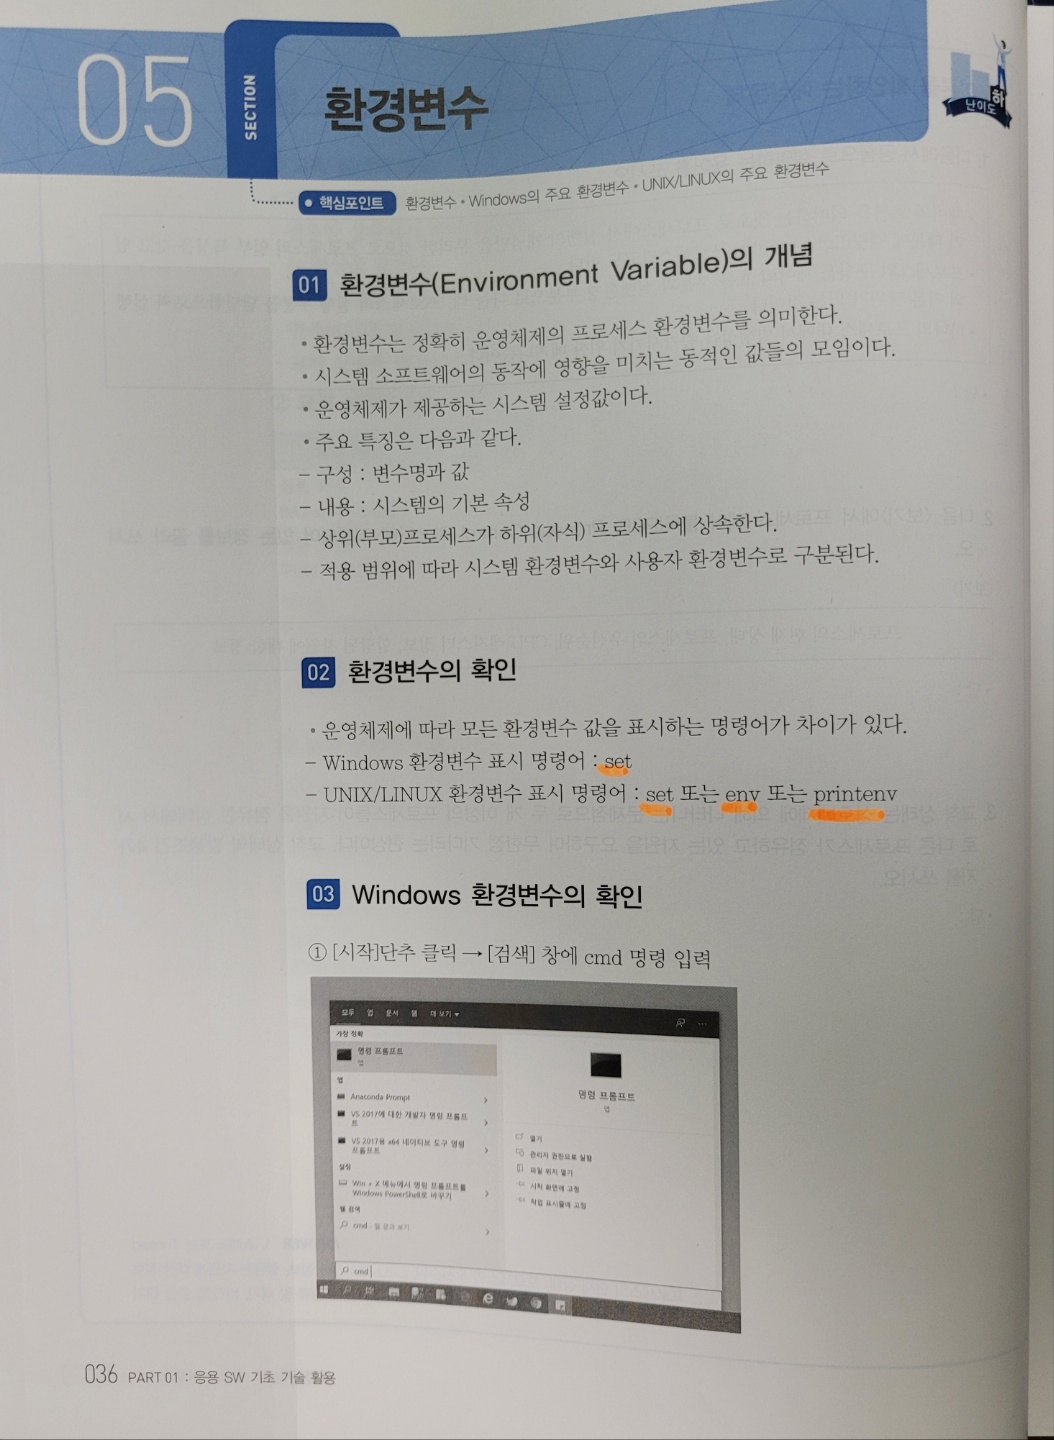 05
SECTION
환경변수
난이도 하
핵심포인트 환경변수 • Windows의 주요 환경변수 • UNIX/LINUX의 주요 환경변수
01 환경변수(Environment Variable)의 개념
• 환경변수는 정확히 운영체제의 프로세스 환경변수를 의미한다.
• 시스템 소프트웨어의 동작에 영향을 미치는 동적인 값들의 모임이다.
• 운영체제가 제공하는 시스템 설정값이다.
• 주요 특징은 다음과 같다.
– 구성 : 변수명과 값
– 내용 : 시스템의 기본 속성
– 상위(부모)프로세스가 하위(자식) 프로세스에 상속한다.
– 적용 범위에 따라 시스템 환경변수와 사용자 환경변수로 구분된다.
02 환경변수의 확인
• 운영체제에 따라 모든 환경변수 값을 표시하는 명령어가 차이가 있다.
– Windows 환경변수 표시 명령어 : set
– UNIX/LINUX 환경변수 표시 명령어 : set 또는 env 또는 printenv
03 Windows 환경변수의 확인
① [시작]단추 클릭 → [검색] 창에 cmd 명령 입력
모두 앱 문서 웹 더 보기
가장 정확
명령 프롬프트
앱
앱
Anaconda Prompt
VS 2017에 대한 개발자 명령 프롬프
트
VS 2017용 x64 네이티브 도구 명령
프롬프트
설정
Win + X 메뉴에서 명령 프롬프트를
Windows PowerShell로 바꾸기
웹 검색
cmd - 웹 결과 보기
명령 프롬프트
앱
열기
관리자 권한으로 실행
파일 위치 열기
시작 화면에 고정
작업 표시줄에 고정
cmd
036 PART 01 : 응용 SW 기초 기술 활용